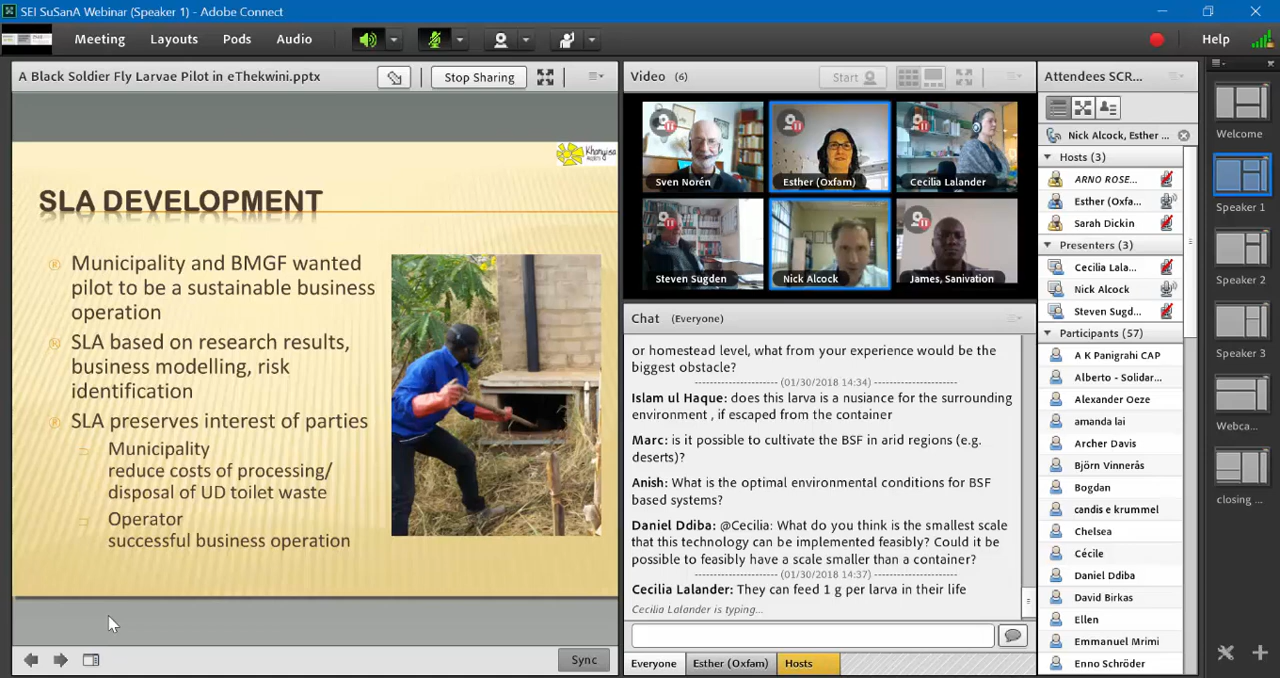 SEI SuSanA Webinar (Speaker 1) - Adobe Connect
Meeting
Layouts
Pods
Audio
Help
A Black Soldier Fly Larvae Pilot in eThekwini.pptx
Stop Sharing
Khanyisa
SLA DEVELOPMENT
Municipality and BMGF wanted
pilot to be a sustainable business
operation
SLA based on research results,
business modelling, risk
identification
SLA preserves interest of parties
Municipality
reduce costs of processing/
disposal of UD toilet waste
Operator
successful business operation
Sync
Video (6)
Start
Sven Norén
Esther (Oxfam)
Cecilia Lalander
Steven Sugden
Nick Alcock
James, Sanivation
Chat (Everyone)
or homestead level, what from your experience would be the
biggest obstacle?
------------------ (01/30/2018 14:34) ------------------
Islam ul Haque: does this larva is a nusiance for the surrounding
environment , if escaped from the container
Marc: is it possible to cultivate the BSF in arid regions (e.g.
deserts)?
Anish: What is the optimal environmental conditions for BSF
based systems?
Daniel Ddiba: @Cecilia: What do you think is the smallest scale
that this technology can be implemented feasibly? Could it be
possible to feasibly have a scale smaller than a container?
------------------ (01/30/2018 14:37) ------------------
Cecilia Lalander: They can feed 1 g per larva in their life
Cecilia Lalander is typing...
Everyone
Esther (Oxfam)
Hosts
Attendees SCR...
Nick Alcock, Esther ...
Hosts (3)
ARNO ROSE...
Esther (Oxfa...
Sarah Dickin
Presenters (3)
Cecilia Lala...
Nick Alcock
Steven Sugd...
Participants (57)
A K Panigrahi CAP
Alberto - Solidar...
Alexander Oeze
amanda lai
Archer Davis
Björn Vinnerås
Bogdan
candis e krummel
Chelsea
Cécile
Daniel Ddiba
David Birkas
Ellen
Emmanuel Mrimi
Enno Schröder
Welcome
Speaker 1
Speaker 2
Speaker 3
Webca...
closing ...